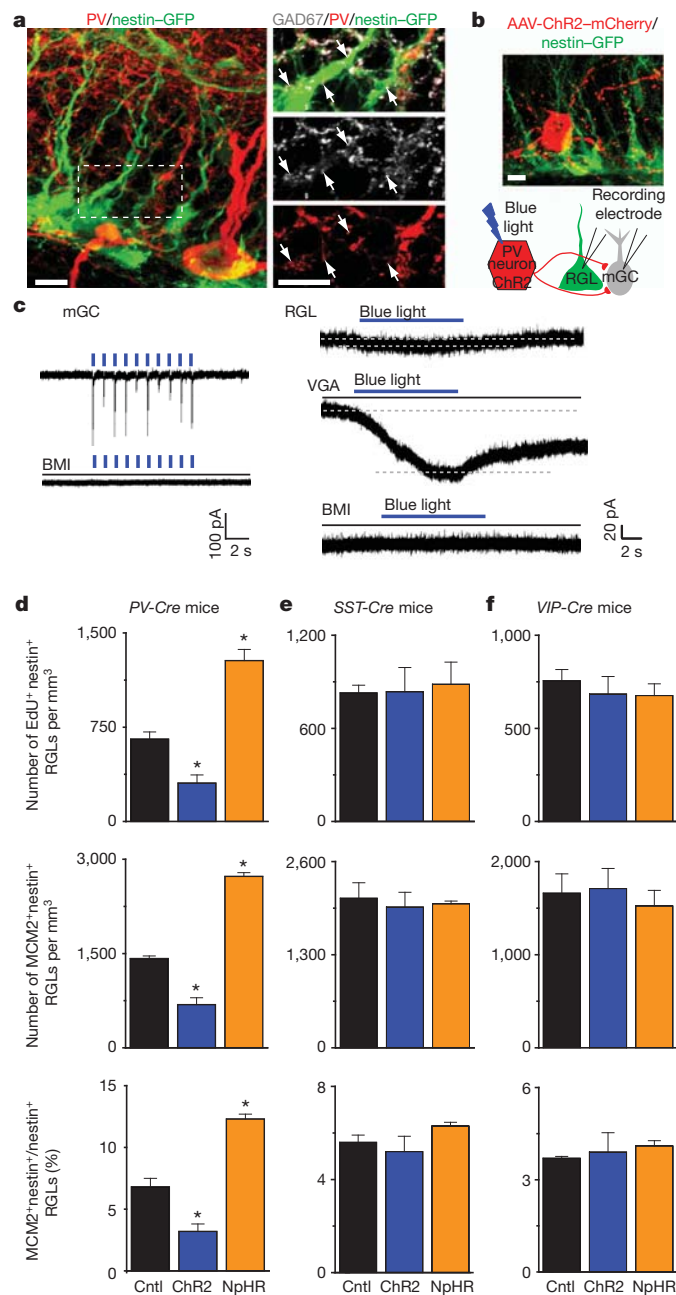 a
PV/nestin–GFP
GAD67/PV/nestin–GFP
b
AAV-ChR2–mCherry/
nestin–GFP
Blue
light
Recording
electrode
PV
neuron
ChR2
RGL
mGC
c
mGC
BMI
100 pA
2 s
RGL
Blue light
VGA
Blue light
BMI
Blue light
20 pA
2 s
d
PV-Cre mice
e
SST-Cre mice
f
VIP-Cre mice
Number of EdU+ nestin+
RGLs per mm3
1,500
750
0
*
*
1,200
600
0
1,000
500
0
Number of MCM2+nestin+
RGLs per mm3
3,000
1,500
0
*
*
2,600
1,300
0
2,000
1,000
0
MCM2+nestin+/nestin+
RGLs (%)
15
10
5
0
*
*
8
4
0
6
3
0
Cntl ChR2 NpHR
Cntl ChR2 NpHR
Cntl ChR2 NpHR